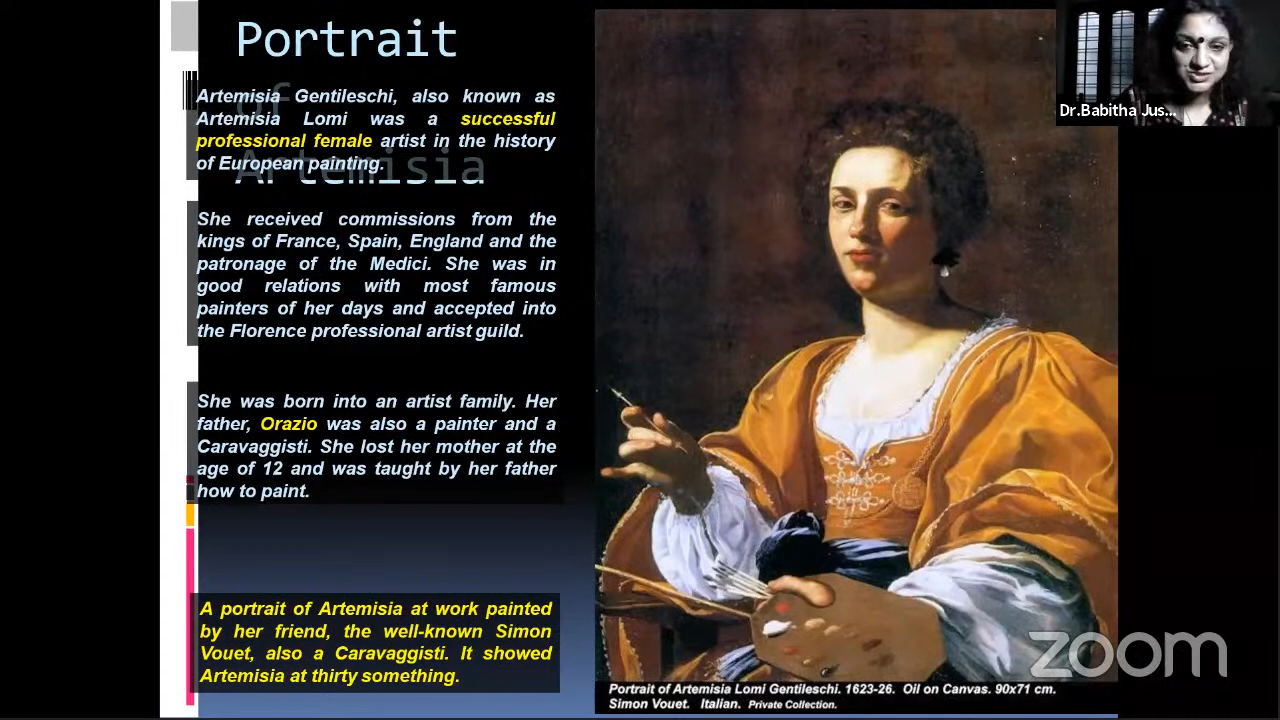 Portrait
of
Artemisia
Artemisia Gentileschi, also known as
Artemisia Lomi was a successful
professional female artist in the history
of European painting.
She received commissions from the
kings of France, Spain, England and the
patronage of the Medici. She was in
good relations with most famous
painters of her days and accepted into
the Florence professional artist guild.
She was born into an artist family. Her
father, Orazio was also a painter and a
Caravaggisti. She lost her mother at the
age of 12 and was taught by her father
how to paint.
A portrait of Artemisia at work painted
by her friend, the well-known Simon
Vouet, also a Caravaggisti. It showed
Artemisia at thirty something.
Dr.Babitha Jus...
zoom
Portrait of Artemisia Lomi Gentileschi. 1623-26. Oil on Canvas. 90x71 cm.
Simon Vouet. Italian. Private Collection.